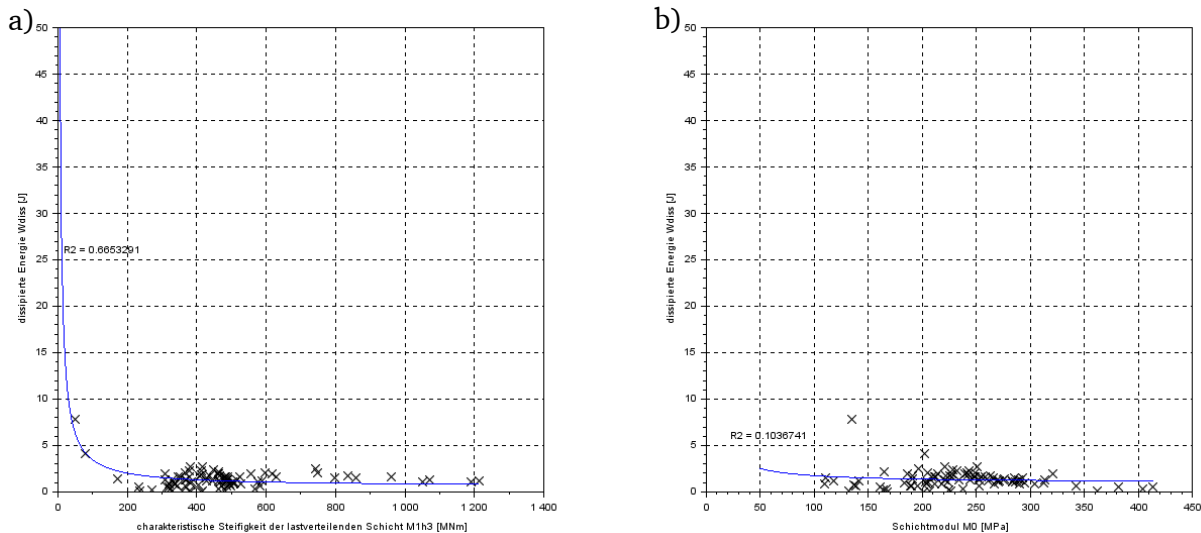 a)
50
45
40
35
30
25
20
15
10
5
0
dissipierte Energie Wdiss [J]
R2 = 0.6653291
0 200 400 600 800 1 000 1 200 1 400
charakteristische Steifigkeit der lastverteilenden Schicht M1h3 [MNm]
b)
50
45
40
35
30
25
20
15
10
5
0
dissipierte Energie Wdiss [J]
R2 = 0.1036741
0 50 100 150 200 250 300 350 400 450
Schichtmodul M0 [MPa]